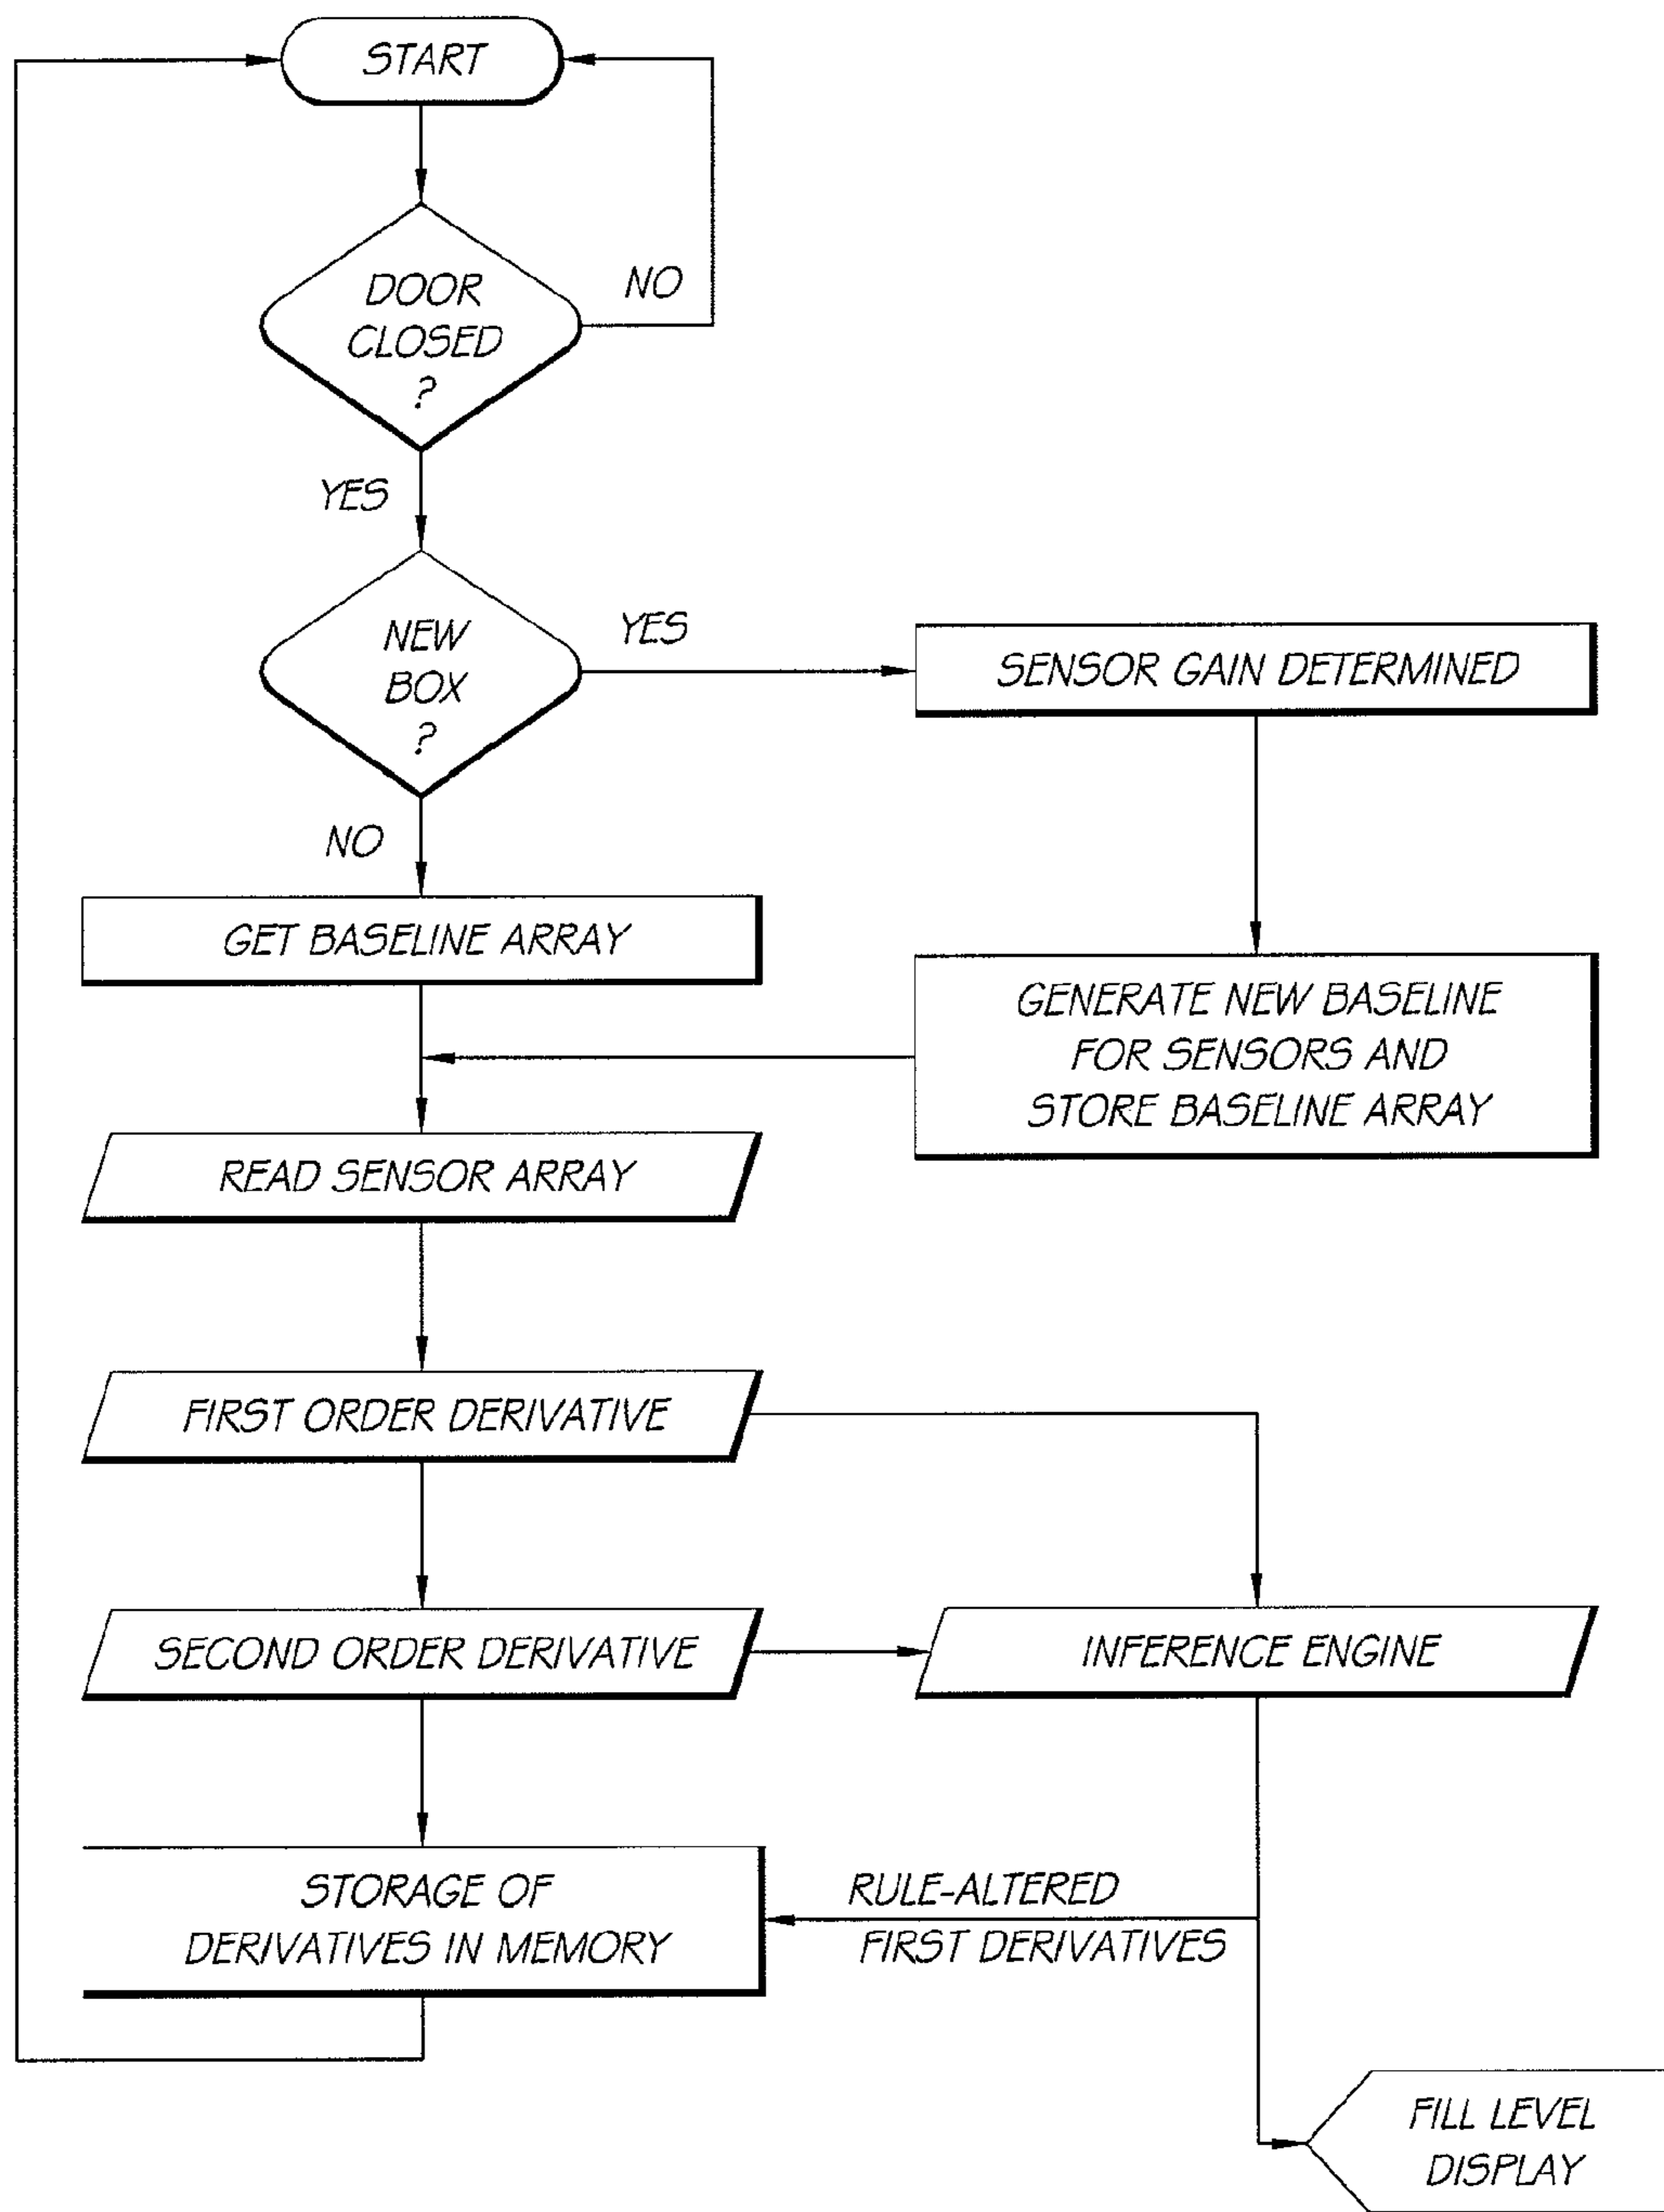 START
DOOR
CLOSED
?
NO
YES
NEW
BOX
?
YES
SENSOR GAIN DETERMINED
NO
GET BASELINE ARRAY
GENERATE NEW BASELINE
FOR SENSORS AND
STORE BASELINE ARRAY
READ SENSOR ARRAY
FIRST ORDER DERIVATIVE
SECOND ORDER DERIVATIVE
INFERENCE ENGINE
STORAGE OF
DERIVATIVES IN MEMORY
RULE-ALTERED
FIRST DERIVATIVES
FILL LEVEL
DISPLAY